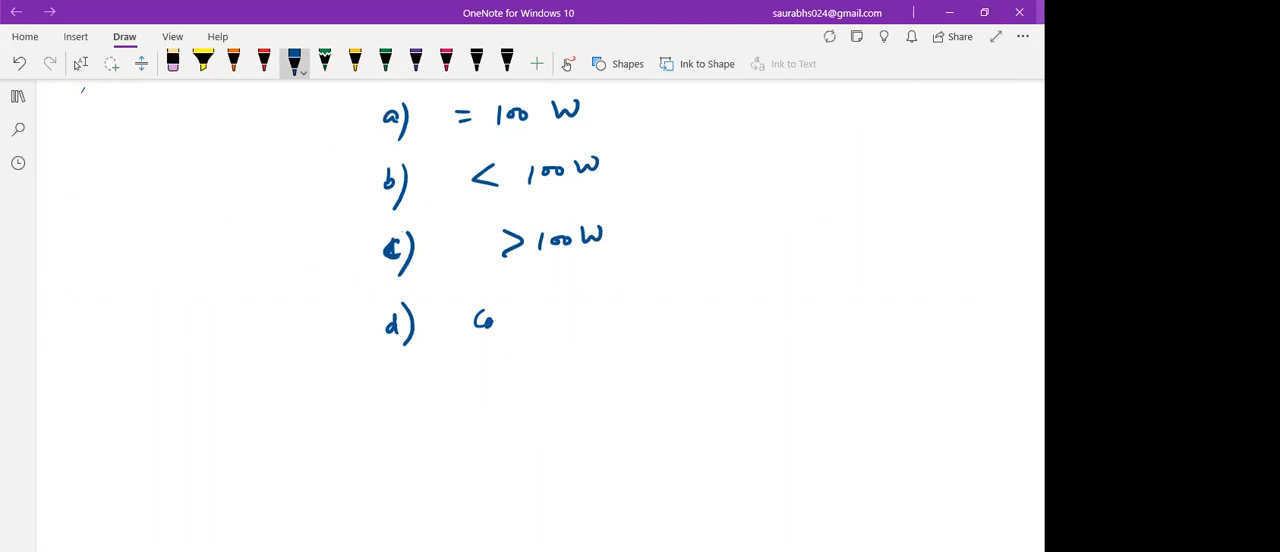 OneNote for Windows 10
saurabhs024@gmail.com
Home Insert Draw View Help
Share
Shapes Ink to Shape Ink to Text
a) = 100 W
b) < 100 W
c) > 100 W
d) Co